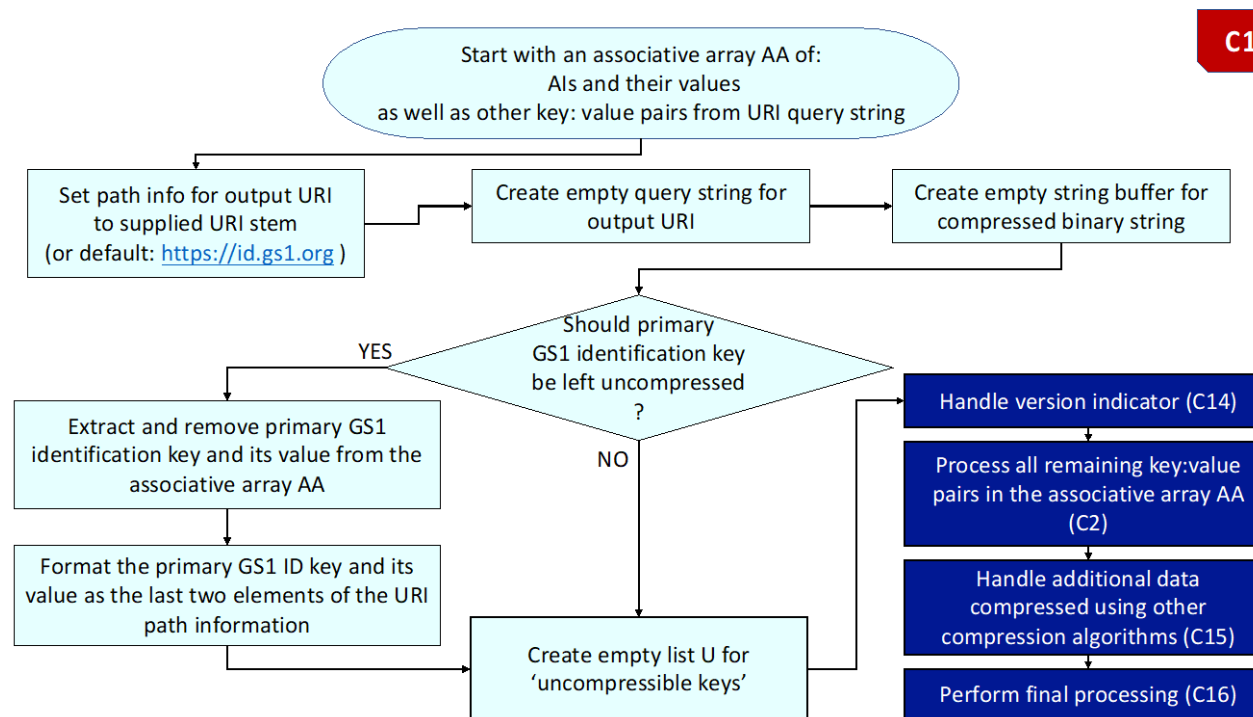 C1
Start with an associative array AA of:
AIs and their values
as well as other key: value pairs from URI query string
Set path info for output URI
to supplied URI stem
(or default: https://id.gs1.org )
Create empty query string for
output URI
Create empty string buffer for
compressed binary string
Should primary
GS1 identification key
be left uncompressed
?
YES
NO
Extract and remove primary GS1
identification key and its value from the
associative array AA
Format the primary GS1 ID key and its
value as the last two elements of the URI
path information
Create empty list U for
‘uncompressible keys’
Handle version indicator (C14)
Process all remaining key:value
pairs in the associative array AA
(C2)
Handle additional data
compressed using other
compression algorithms (C15)
Perform final processing (C16)